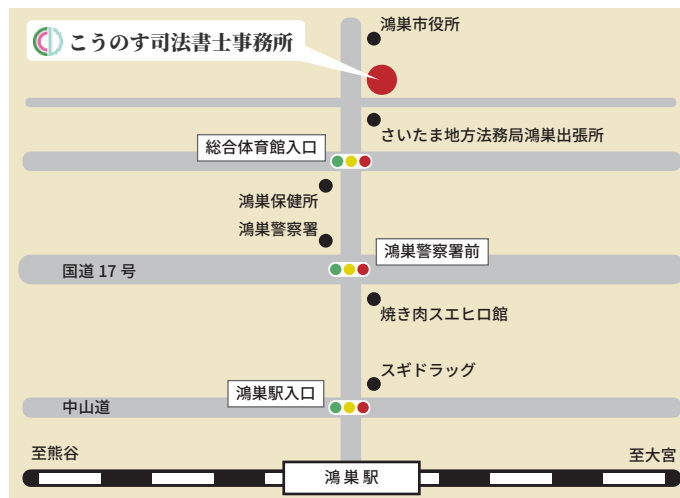 鴻巣市役所
こうのす司法書士事務所
さいたま地方法務局鴻巣出張所
総合体育館入口
鴻巣保健所
鴻巣警察署
鴻巣警察署前
国道 17 号
焼き肉スエヒロ館
スギドラッグ
鴻巣駅入口
中山道
至熊谷
至大宮
鴻巣駅